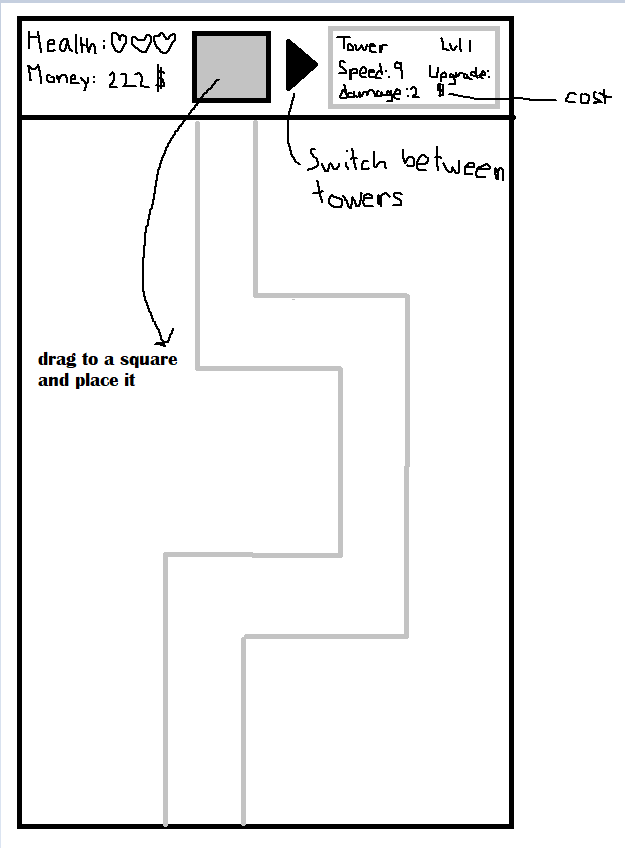 Health: ♡♡♡
Money: 222 $
Tower Lvl 1
Speed: 9 Upgrade:
damage: 2 $
cost
Switch between
towers
drag to a square
and place it